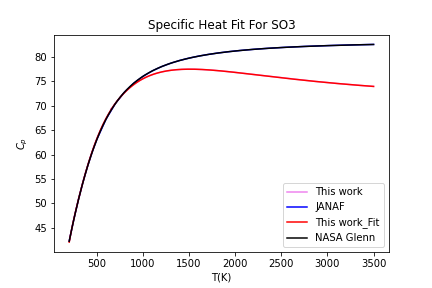 Specific Heat Fit For SO3
80
75
70
65
60
55
50
45
Cp
500 1000 1500 2000 2500 3000 3500
T(K)
This work
JANAF
This work_Fit
NASA Glenn